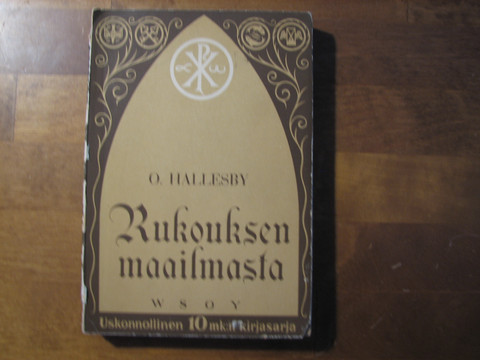 O. HALLESBY
Rukouksen
maailmasta
WSOY
Uskonnollinen 10 mk:n kirjasarja